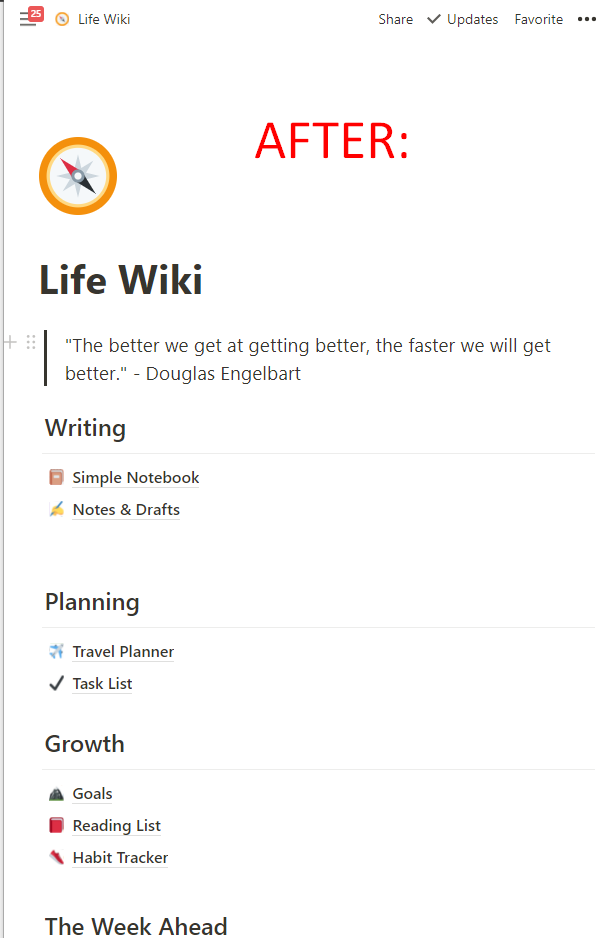 25 Life Wiki Share Updates Favorite
AFTER:
Life Wiki
"The better we get at getting better, the faster we will get
better." - Douglas Engelbart
Writing
Simple Notebook
Notes & Drafts
Planning
Travel Planner
Task List
Growth
Goals
Reading List
Habit Tracker
The Week Ahead